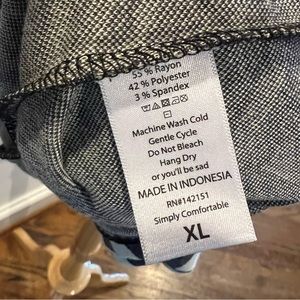 55 % Rayon
42 % Polyester
3 % Spandex
Machine Wash Cold
Gentle Cycle
Do Not Bleach
Hang Dry
or you'll be sad
MADE IN INDONESIA
RN#142151
Simply Comfortable
XL